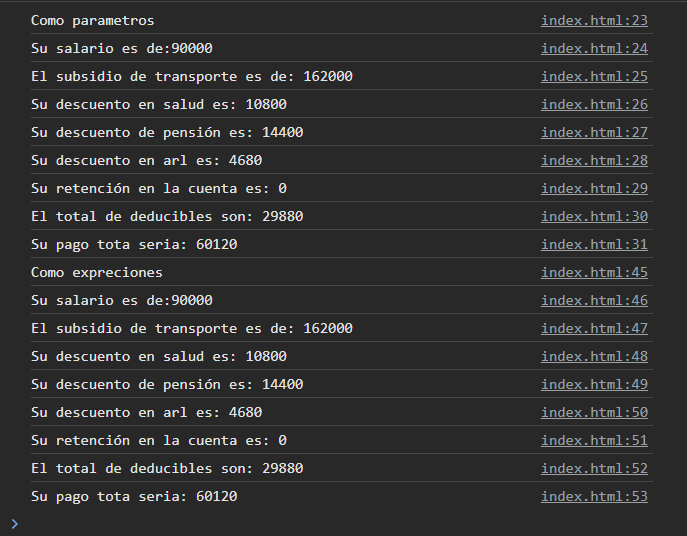 Como parametros index.html:23
Su salario es de:90000 index.html:24
El subsidio de transporte es de: 162000 index.html:25
Su descuento en salud es: 10800 index.html:26
Su descuento de pensión es: 14400 index.html:27
Su descuento en arl es: 4680 index.html:28
Su retención en la cuenta es: 0 index.html:29
El total de deducibles son: 29880 index.html:30
Su pago tota seria: 60120 index.html:31
Como expreciones index.html:45
Su salario es de:90000 index.html:46
El subsidio de transporte es de: 162000 index.html:47
Su descuento en salud es: 10800 index.html:48
Su descuento de pensión es: 14400 index.html:49
Su descuento en arl es: 4680 index.html:50
Su retención en la cuenta es: 0 index.html:51
El total de deducibles son: 29880 index.html:52
Su pago tota seria: 60120 index.html:53